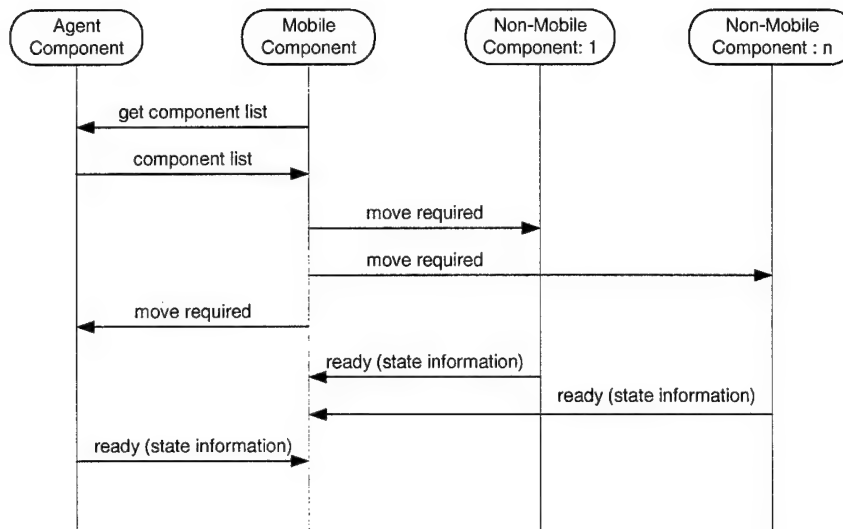 Agent
Component
Mobile
Component
Non-Mobile
Component: 1
Non-Mobile
Component : n
get component list
component list
move required
move required
move required
ready (state information)
ready (state information)
ready (state information)